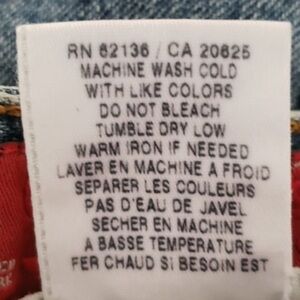 RN 62136 / CA 20625
MACHINE WASH COLD
WITH LIKE COLORS
DO NOT BLEACH
TUMBLE DRY LOW
WARM IRON IF NEEDED
LAVER EN MACHINE A FROID
SEPARER LES COULEURS
PAS D'EAU DE JAVEL
SECHER EN MACHINE
A BASSE TEMPERATURE
FER CHAUD SI BESOIN EST